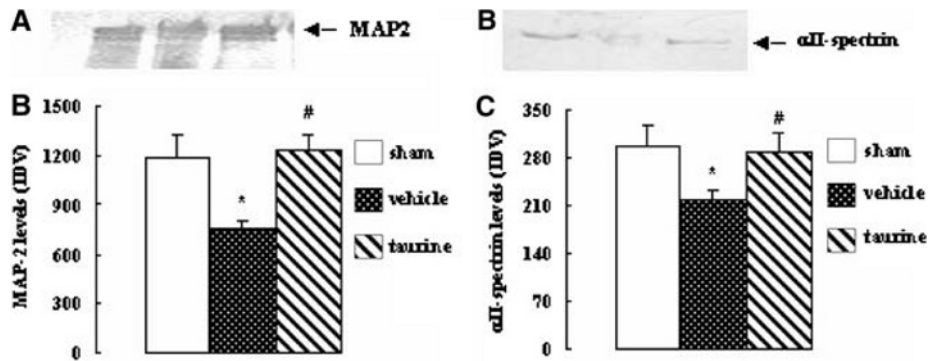 A
MAP2
B
αII-spectrin
B
MAP-2 levels (IDV)
1500
1200
900
600
300
0
*
#
sham
vehicle
taurine
C
αII-spectrin levels (IDV)
350
280
210
140
70
0
*
#
sham
vehicle
taurine